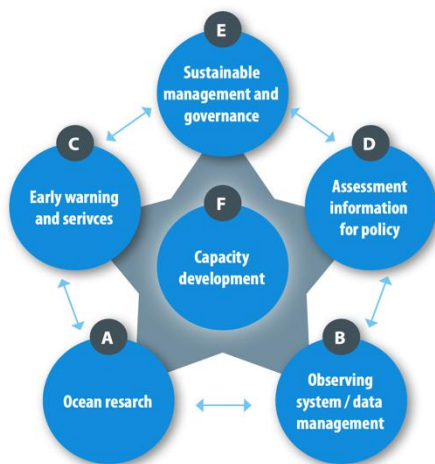 E
Sustainable
management and
governance
C
Early warning
and serivces
D
Assessment
information
for policy
F
Capacity
development
A
Ocean resarch
B
Observing
system / data
management